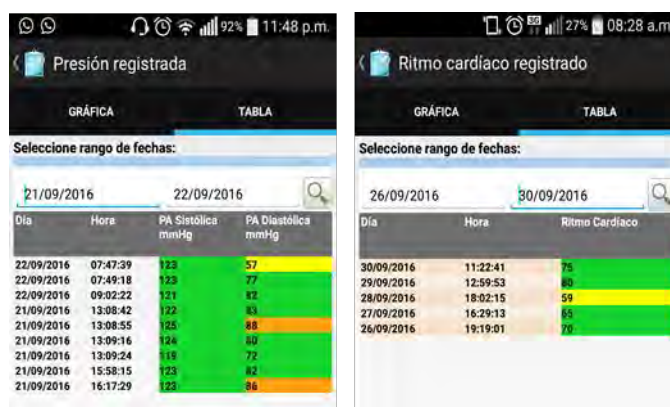 92% 11:48 p.m.
Presión registrada
GRÁFICA TABLA
Seleccione rango de fechas:
21/09/2016 22/09/2016
Día Hora PA Sistólica mmHg PA Diastólica mmHg
22/09/2016 07:47:39 123 57
22/09/2016 07:49:18 123 77
22/09/2016 09:02:22 121 82
21/09/2016 13:08:42 122 83
21/09/2016 13:08:55 125 88
21/09/2016 13:09:16 124 80
21/09/2016 13:09:24 119 72
21/09/2016 15:58:15 123 82
21/09/2016 16:17:29 123 86
3G 27% 08:28 a.m
Ritmo cardíaco registrado
GRÁFICA TABLA
Seleccione rango de fechas:
26/09/2016 30/09/2016
Día Hora Ritmo Cardíaco
30/09/2016 11:22:41 75
29/09/2016 12:59:53 80
28/09/2016 18:02:15 59
27/09/2016 16:29:13 65
26/09/2016 19:19:01 70